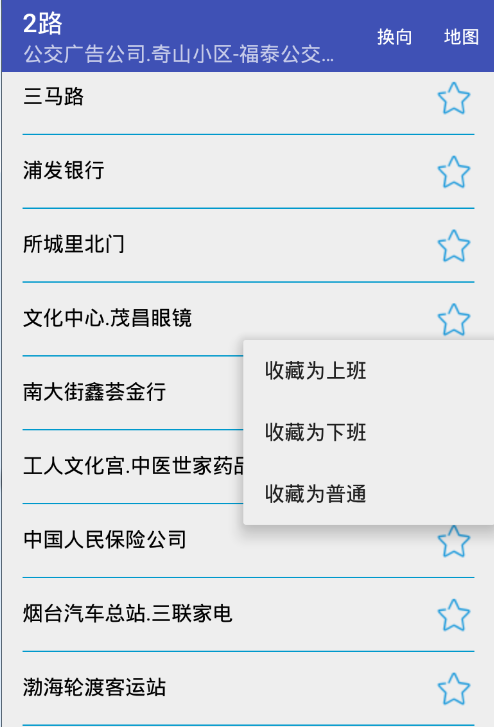 2路
换向 地图
公交广告公司.奇山小区-福泰公交...
三马路
浦发银行
所城里北门
文化中心.茂昌眼镜
收藏为上班
南大街鑫荟金行
收藏为下班
工人文化宫.中医世家药品
收藏为普通
中国人民保险公司
烟台汽车总站.三联家电
渤海轮渡客运站